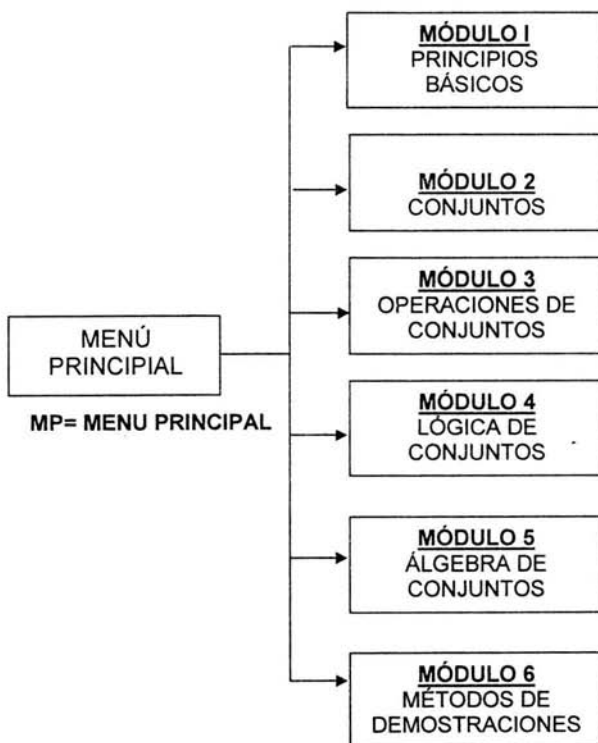 MÓDULO I
PRINCIPIOS
BÁSICOS
MÓDULO 2
CONJUNTOS
MÓDULO 3
OPERACIONES DE
CONJUNTOS
MENÚ
PRINCIPIAL
MP= MENU PRINCIPAL
MÓDULO 4
LÓGICA DE
CONJUNTOS
MÓDULO 5
ÁLGEBRA DE
CONJUNTOS
MÓDULO 6
MÉTODOS DE
DEMOSTRACIONES